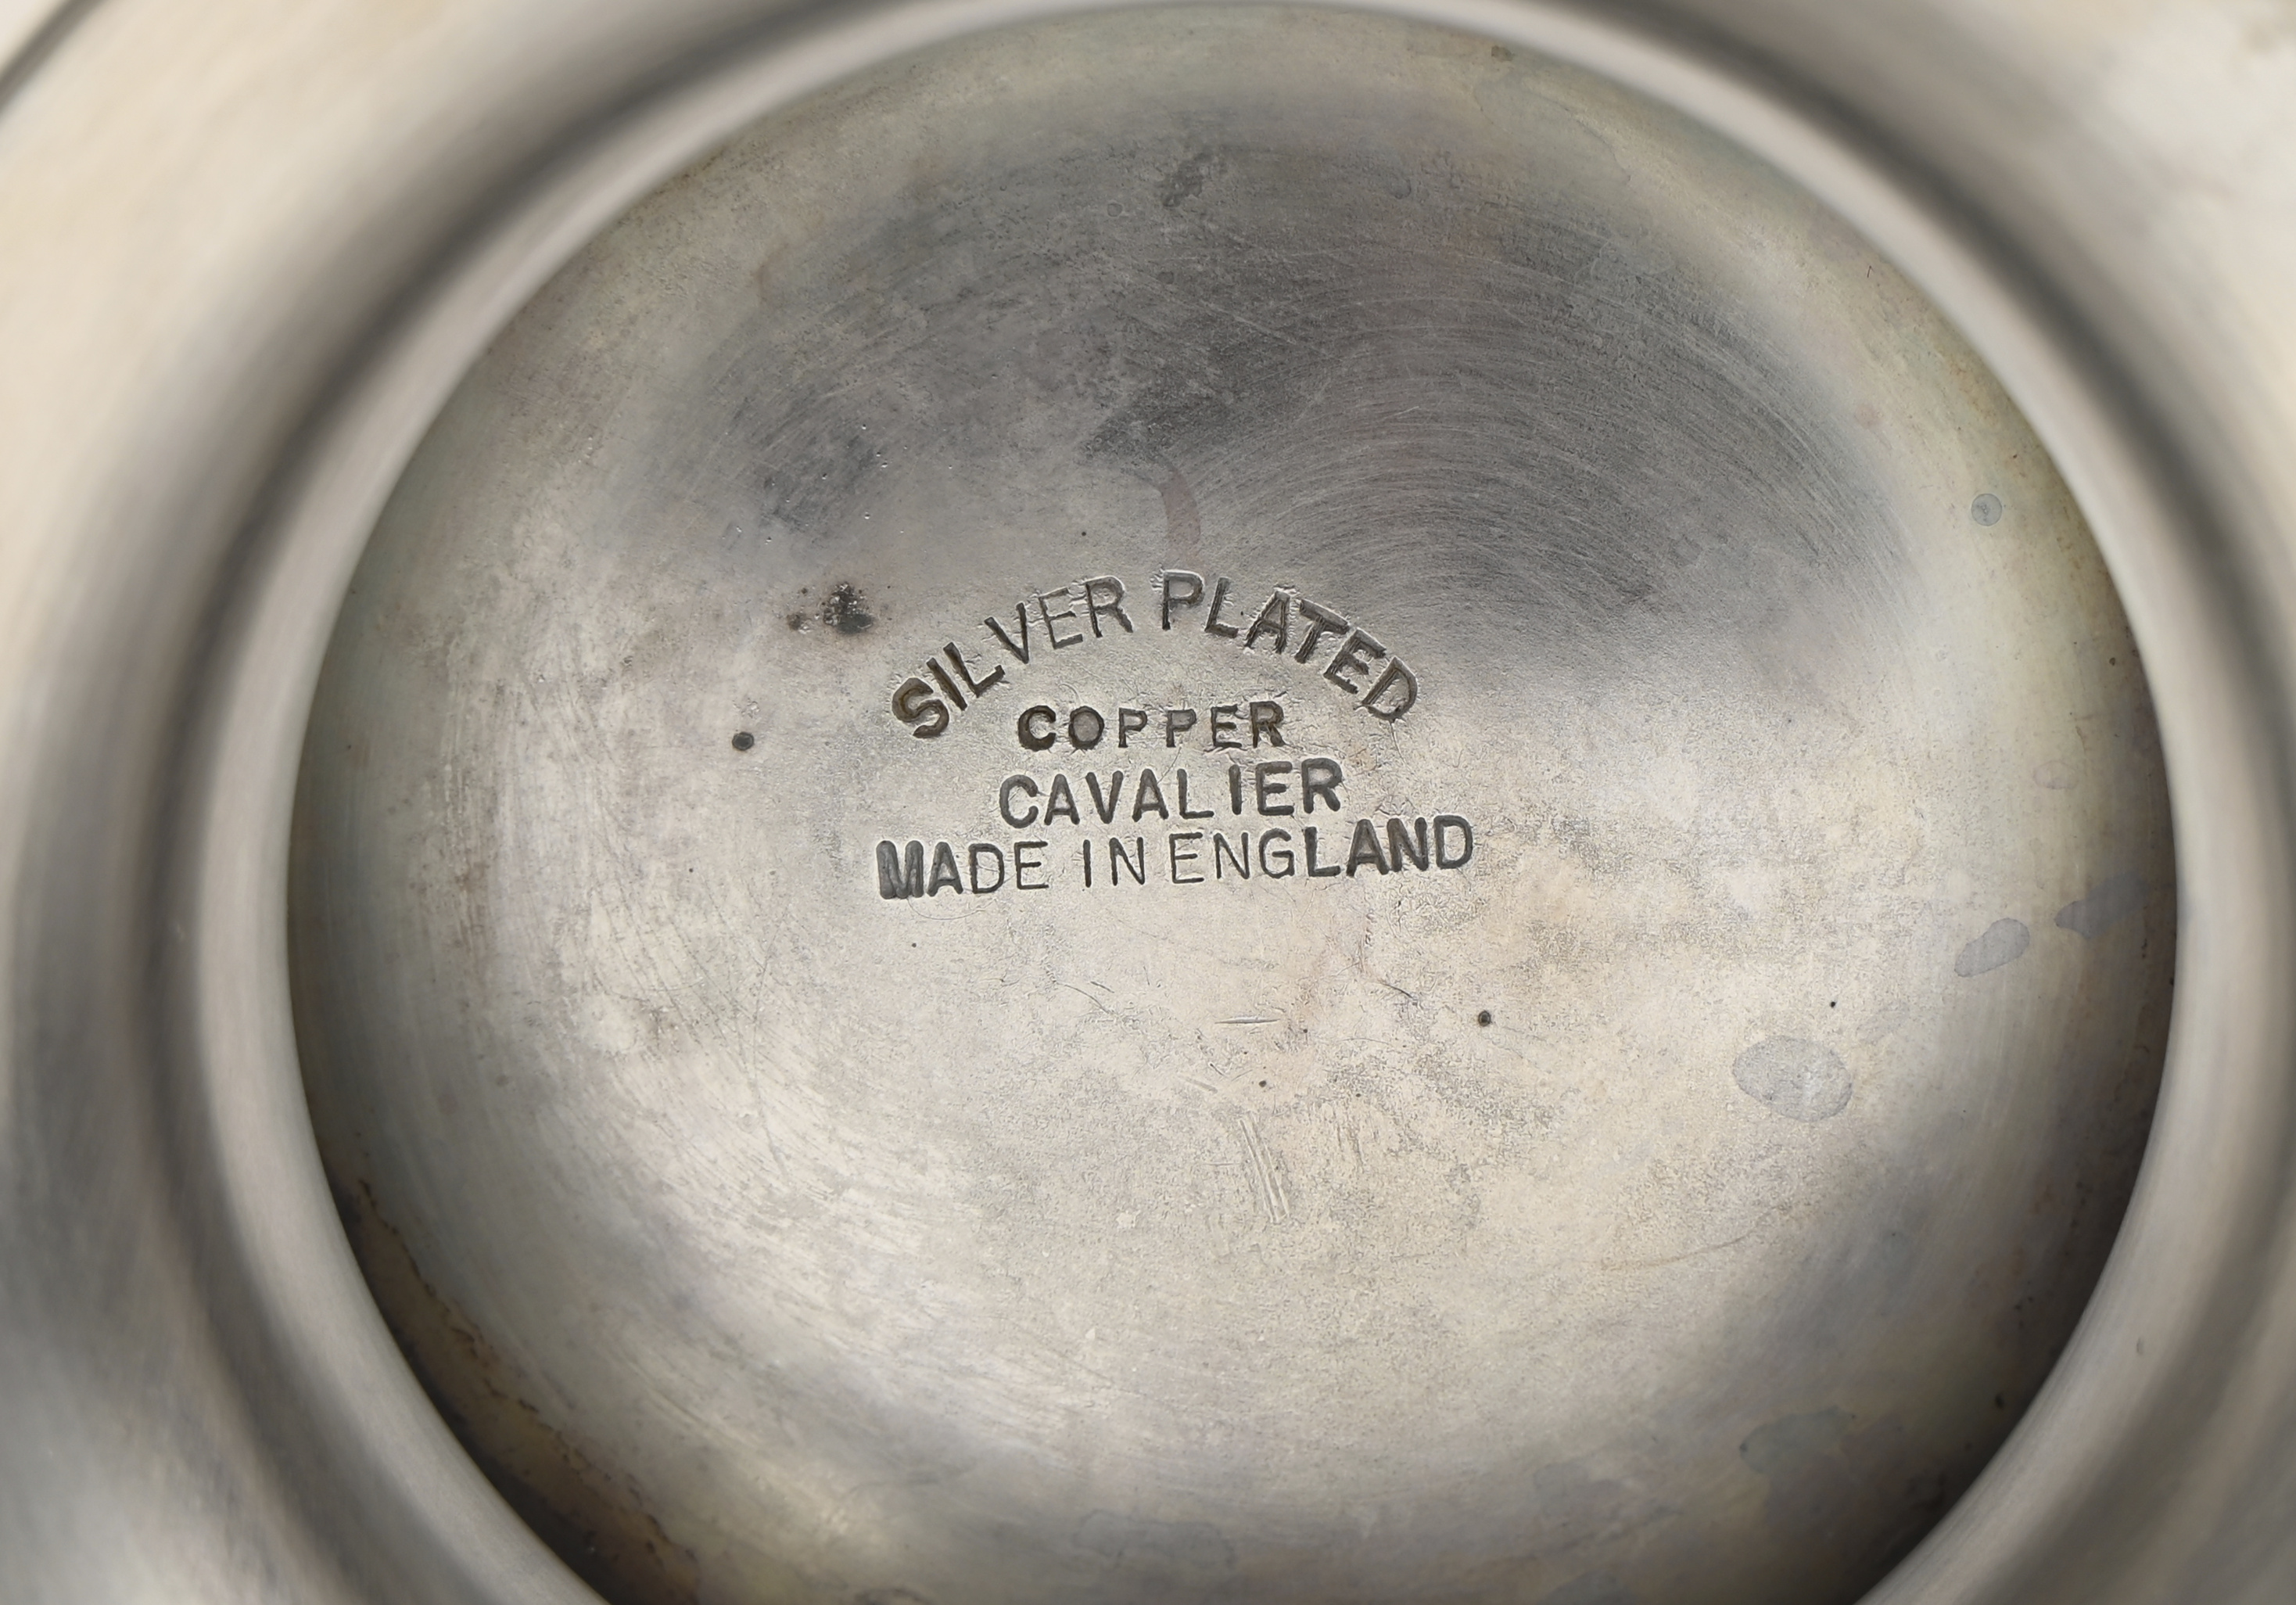 SILVER PLATED
COPPER
CAVALIER
MADE IN ENGLAND